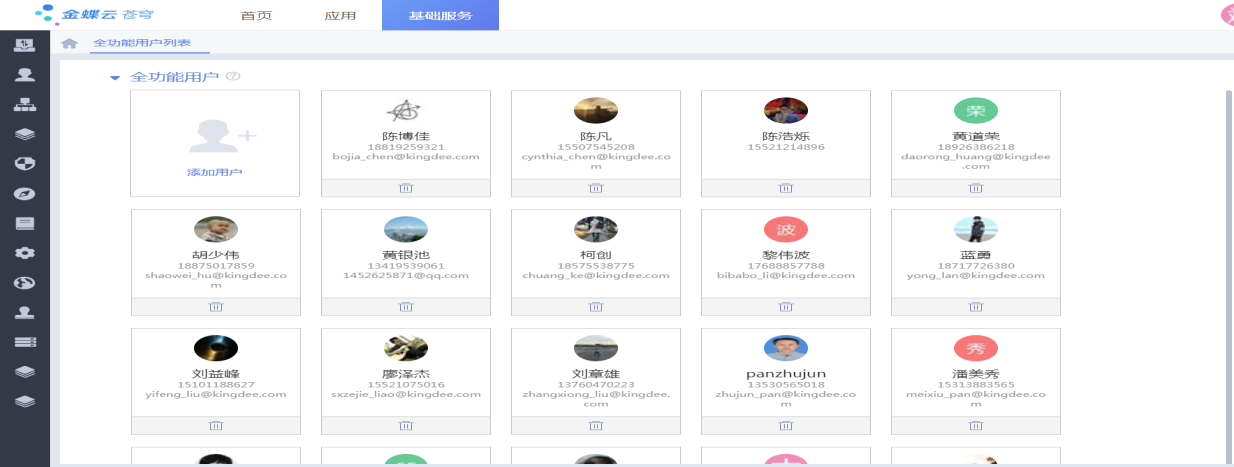 金蝶云 苍穹
首页
应用
基础服务
全功能用户列表
全功能用户
添加用户
陈博佳
18819259321
bojia_chen@kingdee.com
陈凡
15507545208
cynthia_chen@kingdee.co
m
陈浩烁
15521214896
荣
黄道荣
18926386218
daorong_huang@kingdee
.com
胡少伟
18875017859
shaowei_hu@kingdee.co
m
黄银池
13419539061
1452625871@qq.com
柯创
18575538775
chuang_ke@kingdee.com
波
黎伟波
17688857788
bibabo_li@kingdee.com
蓝勇
18717726380
yong_lan@kingdee.com
刘益峰
15101188627
yifeng_liu@kingdee.com
廖泽杰
15521075016
sxzejie_liao@kingdee.com
刘章雄
13760470223
zhangxiong_liu@kingdee.
com
panzhujun
13530565018
zhujun_pan@kingdee.co
m
秀
潘美秀
15313883565
meixiu_pan@kingdee.co
m